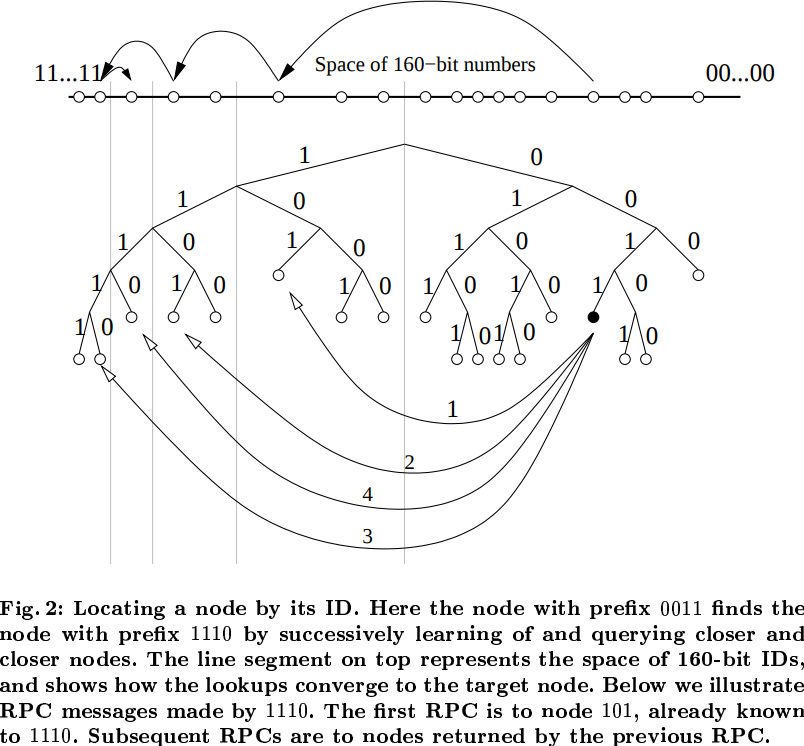 Space of 160−bit numbers
11...11
00...00
1 0
1 0 1 0
1 0 1 0 1 0 1 0
1 0 1 0 1 0 1 0 1 0 1 0
1 0 1 0 1 0 1 0
1
2
4
3
Fig. 2: Locating a node by its ID. Here the node with prefix 0011 finds the
node with prefix 1110 by successively learning of and querying closer and
closer nodes. The line segment on top represents the space of 160-bit IDs,
and shows how the lookups converge to the target node. Below we illustrate
RPC messages made by 1110. The first RPC is to node 101, already known
to 1110. Subsequent RPCs are to nodes returned by the previous RPC.